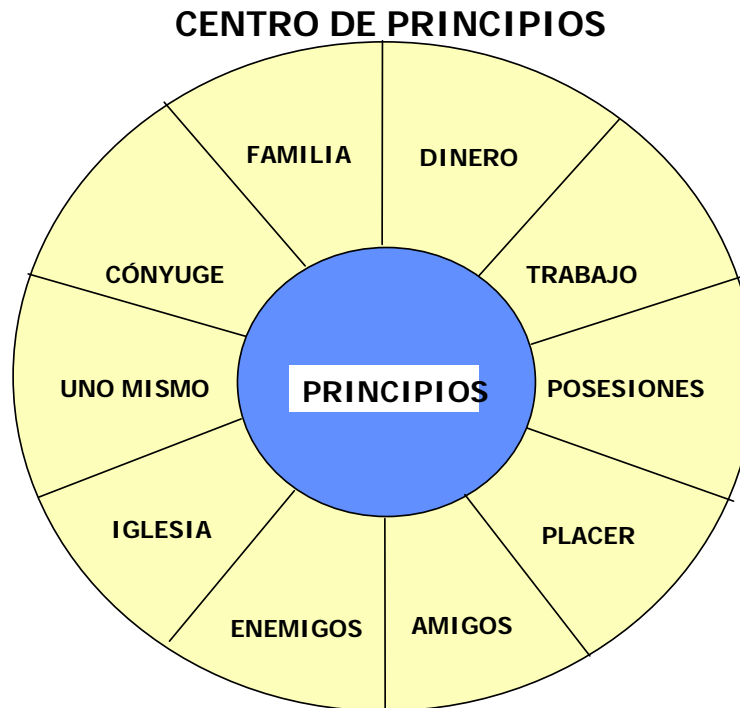 CENTRO DE PRINCIPIOS
FAMILIA
DINERO
CÓNYUGE
TRABAJO
UNO MISMO
PRINCIPIOS
POSESIONES
IGLESIA
PLACER
ENEMIGOS
AMIGOS